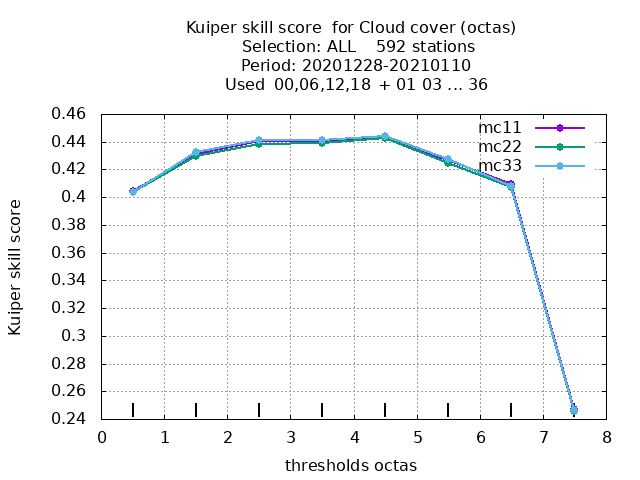 Kuiper skill score  for Cloud cover (octas)
Selection: ALL    592 stations
Period: 20201228-20210110
Used  00,06,12,18 + 01 03 ... 36
0.46
0.44
0.42
0.4
0.38
0.36
0.34
0.32
0.3
0.28
0.26
0.24
Kuiper skill score
mc11
mc22
mc33
0 1 2 3 4 5 6 7 8
thresholds octas